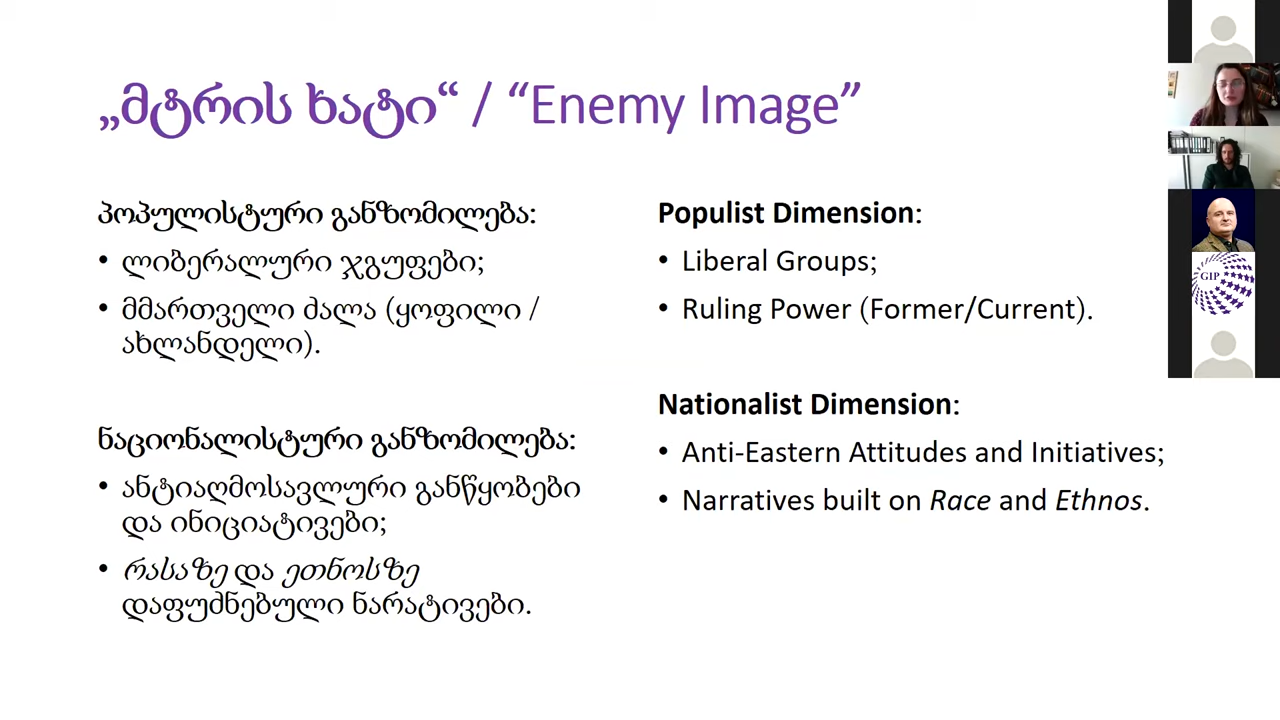 „მტრის ხატი“ / “Enemy Image”
პოპულისტური განზომილება:
• ლიბერალური ჯგუფები;
• მმართველი ძალა (ყოფილი /
ახლანდელი).
ნაციონალისტური განზომილება:
• ანტიაღმოსავლური განწყობები
და ინიციატივები;
• რასაზე და ეთნოსზე
დაფუძნებული ნარატივები.
Populist Dimension:
• Liberal Groups;
• Ruling Power (Former/Current).
Nationalist Dimension:
• Anti-Eastern Attitudes and Initiatives;
• Narratives built on Race and Ethnos.
GIP